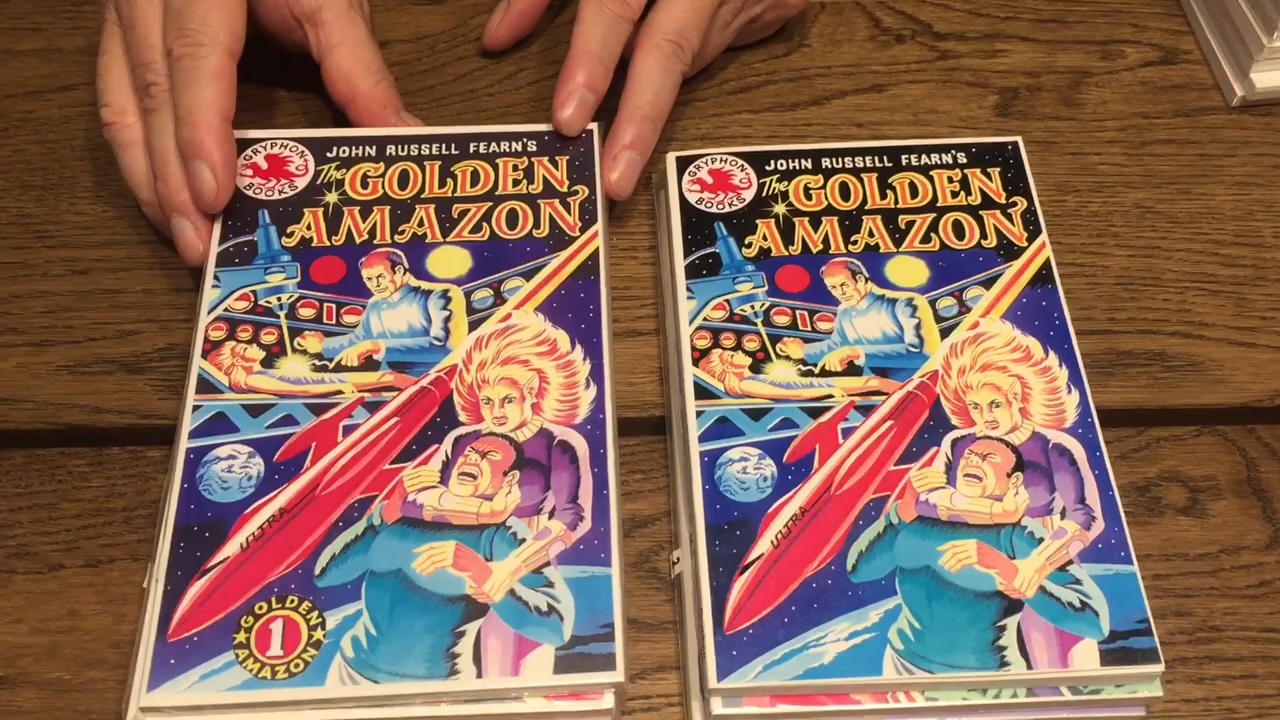 GRYPHON BOOKS
JOHN RUSSELL FEARN'S
The GOLDEN
AMAZON
ULTRA
GOLDEN
1
AMAZON
GRYPHON BOOKS
JOHN RUSSELL FEARN'S
The GOLDEN
AMAZON
ULTRA